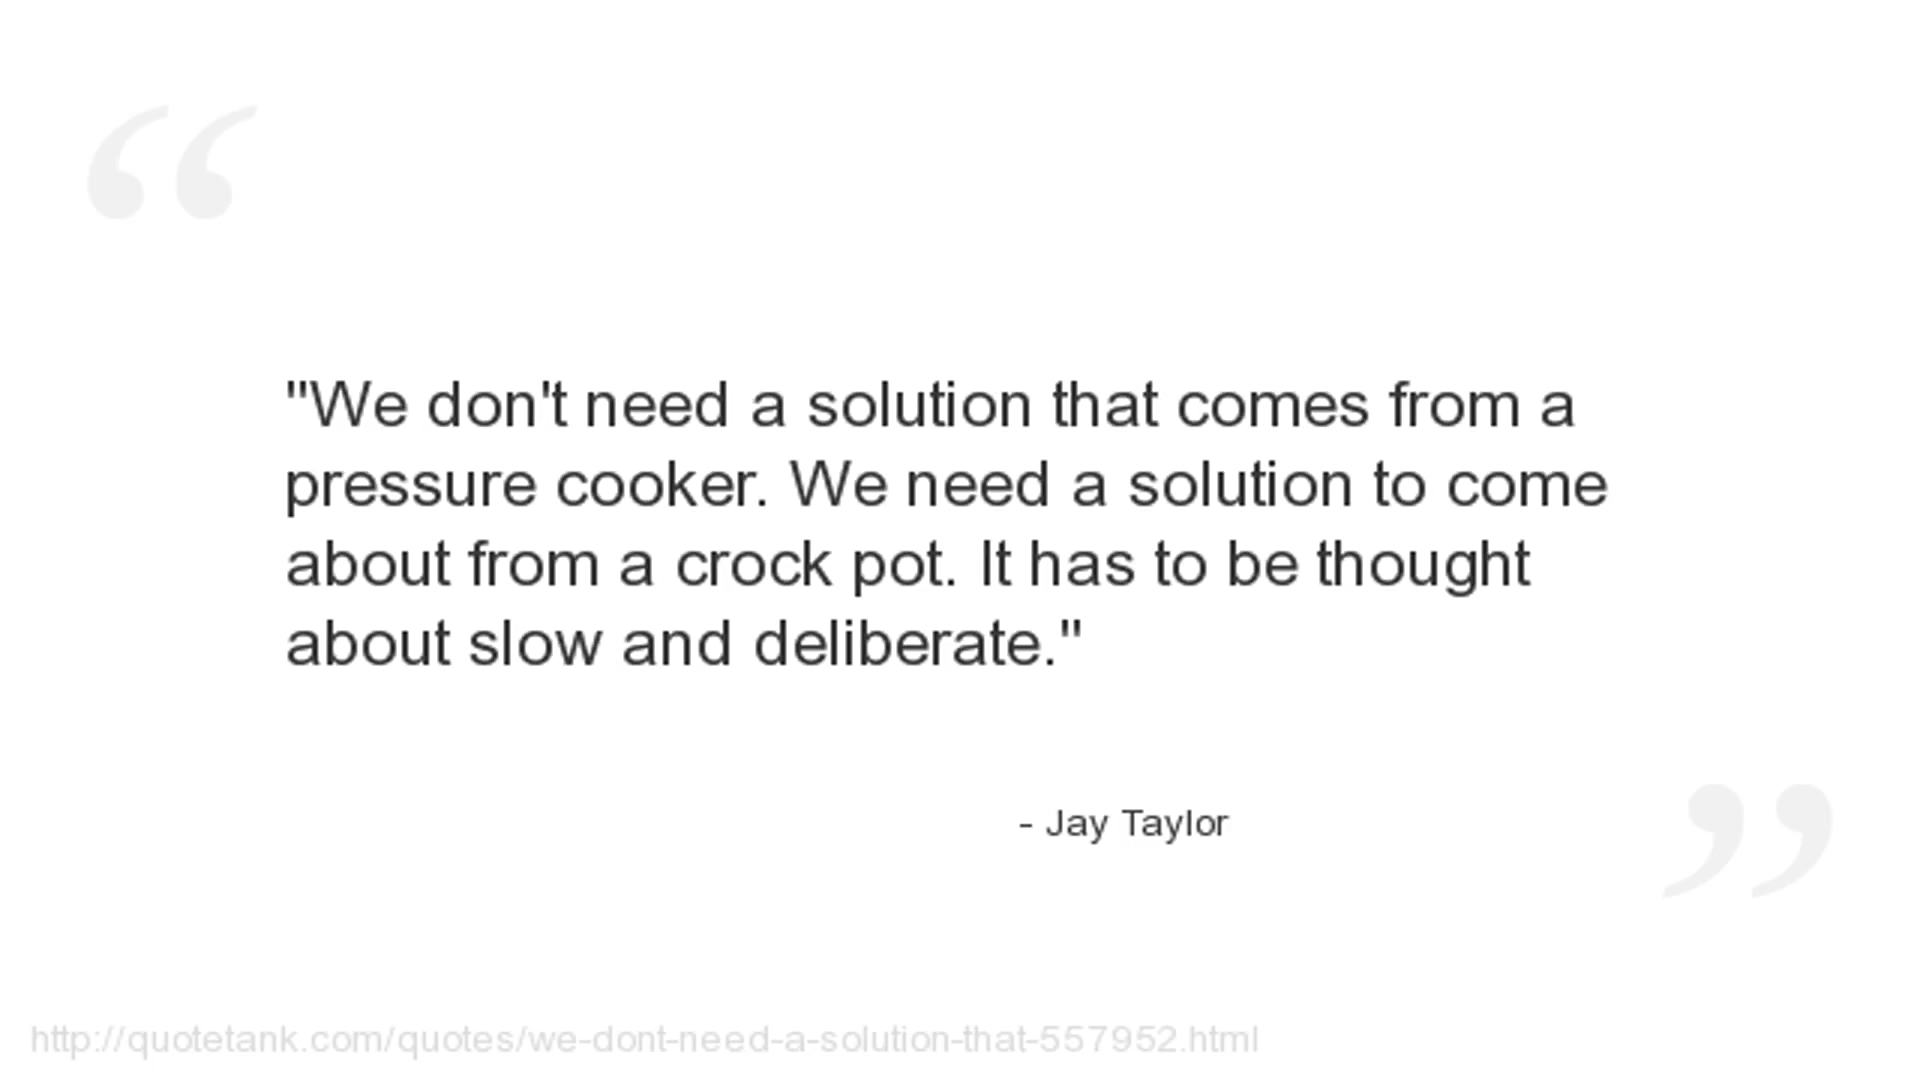 "We don't need a solution that comes from a
pressure cooker. We need a solution to come
about from a crock pot. It has to be thought
about slow and deliberate."
- Jay Taylor
http://quotetank.com/quotes/we-dont-need-a-solution-that-557952.html